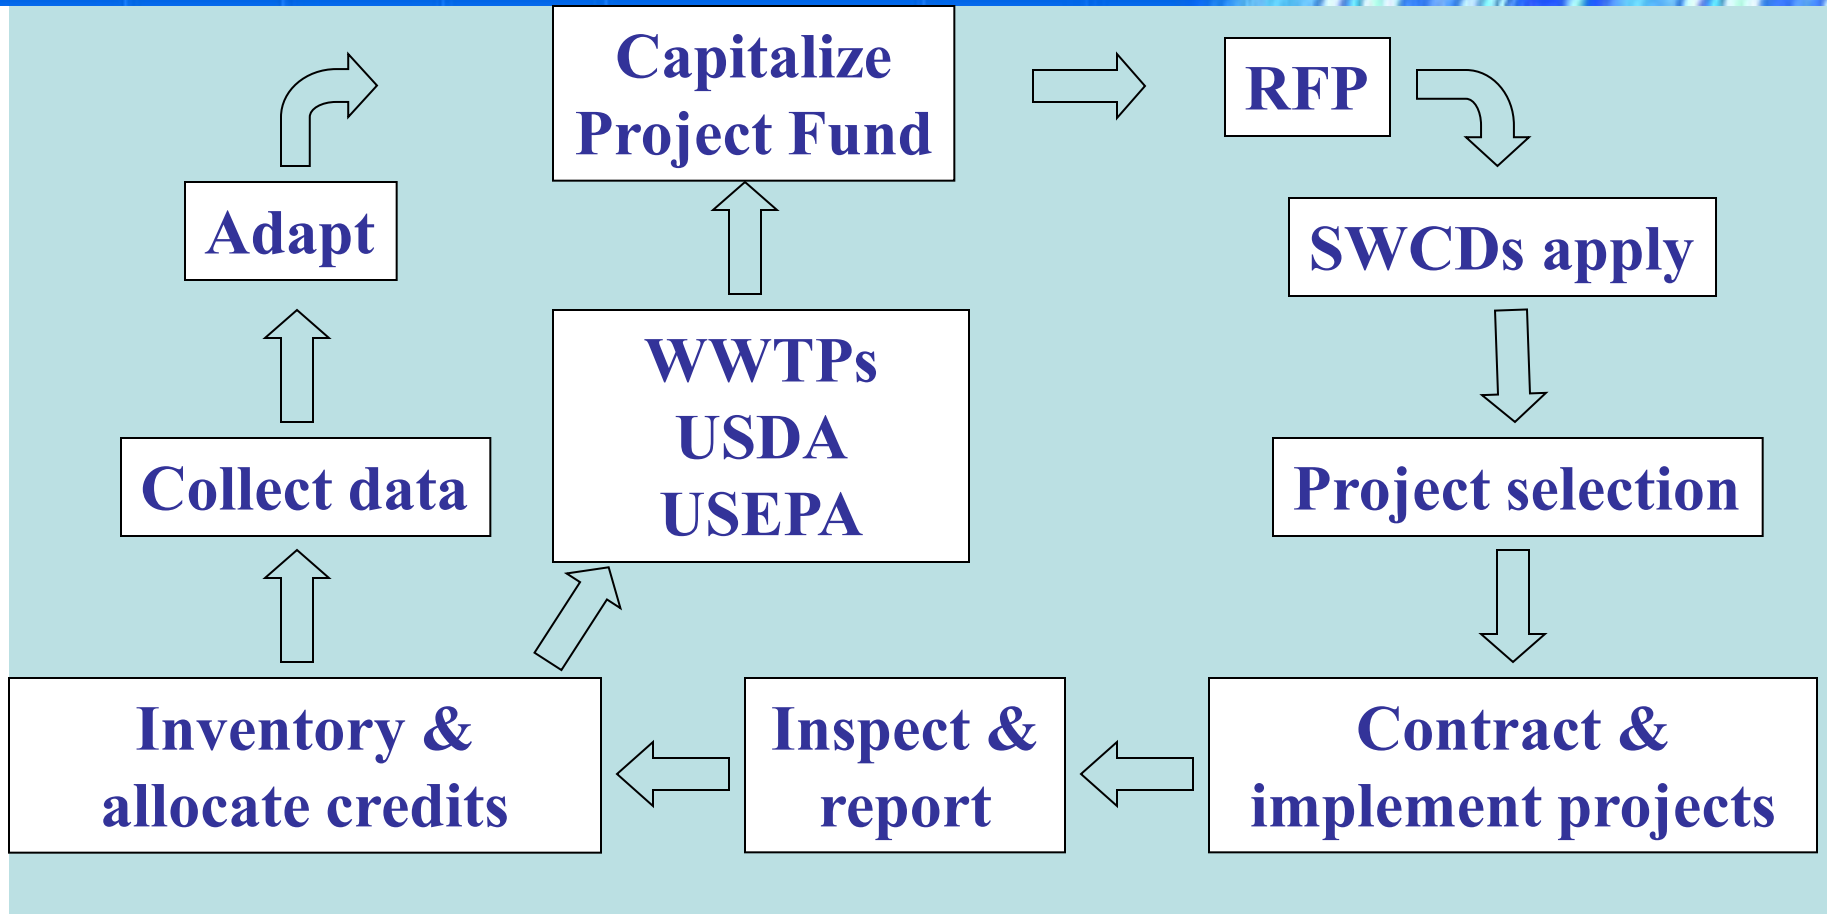 Capitalize
Project Fund
RFP
SWCDs apply
Project selection
Contract &
implement projects
Inspect &
report
Inventory &
allocate credits
Collect data
Adapt
WWTPs
USDA
USEPA